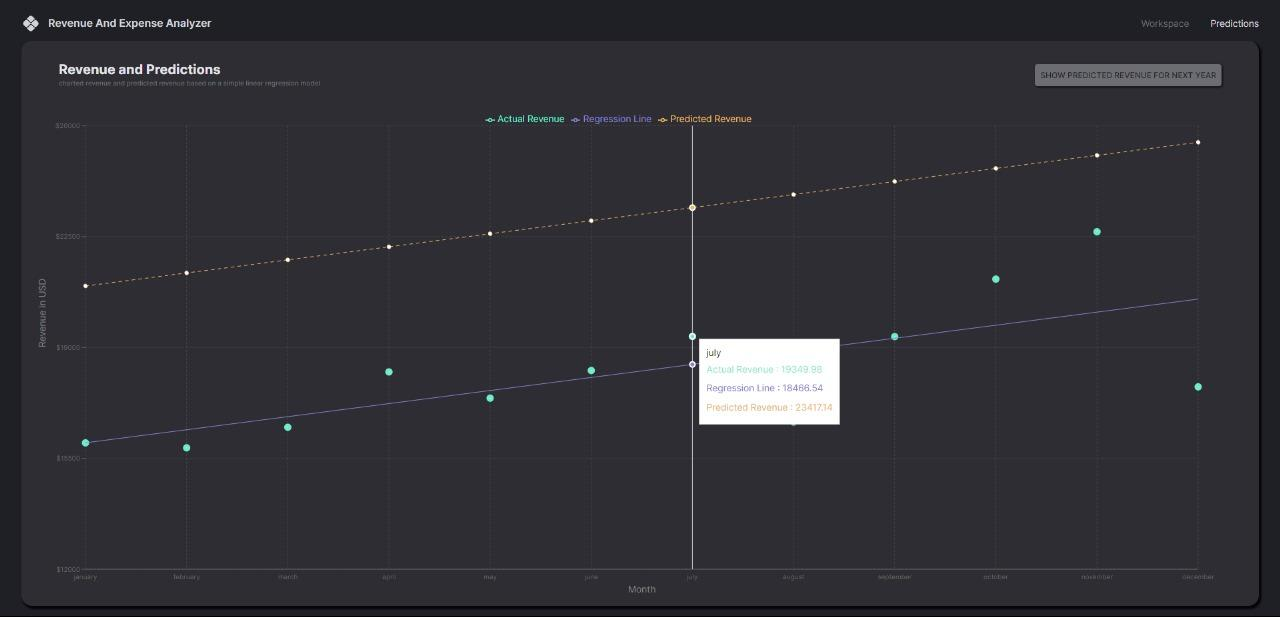 Revenue And Expense Analyzer
Workspace
Predictions
Revenue and Predictions
charted revenue and predicted revenue based on a simple linear regression model
SHOW PREDICTED REVENUE FOR NEXT YEAR
Actual Revenue
Regression Line
Predicted Revenue
$26000
$22500
$19000
$15500
$12000
Revenue in USD
july
Actual Revenue : 19349.98
Regression Line : 18466.54
Predicted Revenue : 23417.14
january
february
march
april
may
june
july
august
september
october
november
december
Month